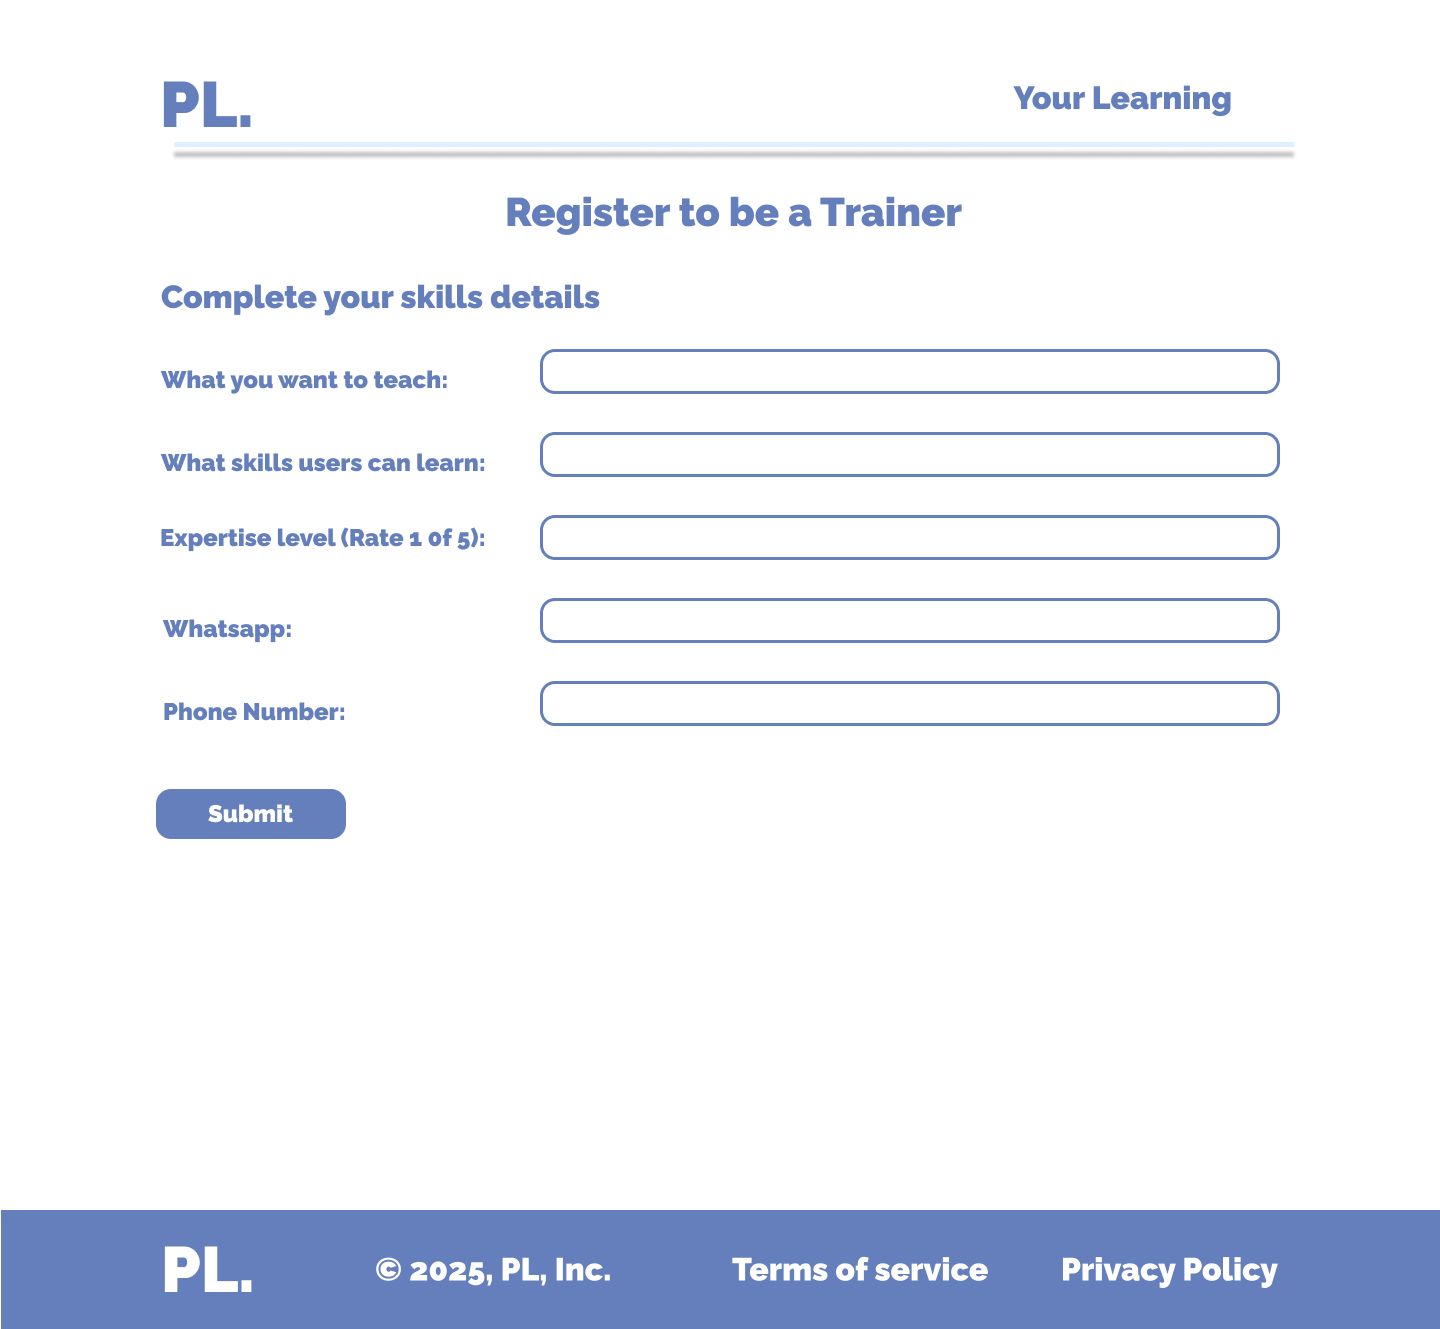 PL.
Your Learning
Register to be a Trainer
Complete your skills details
What you want to teach:
What skills users can learn:
Expertise level (Rate 1 0f 5):
Whatsapp:
Phone Number:
Submit
PL.
© 2025, PL, Inc.
Terms of service
Privacy Policy